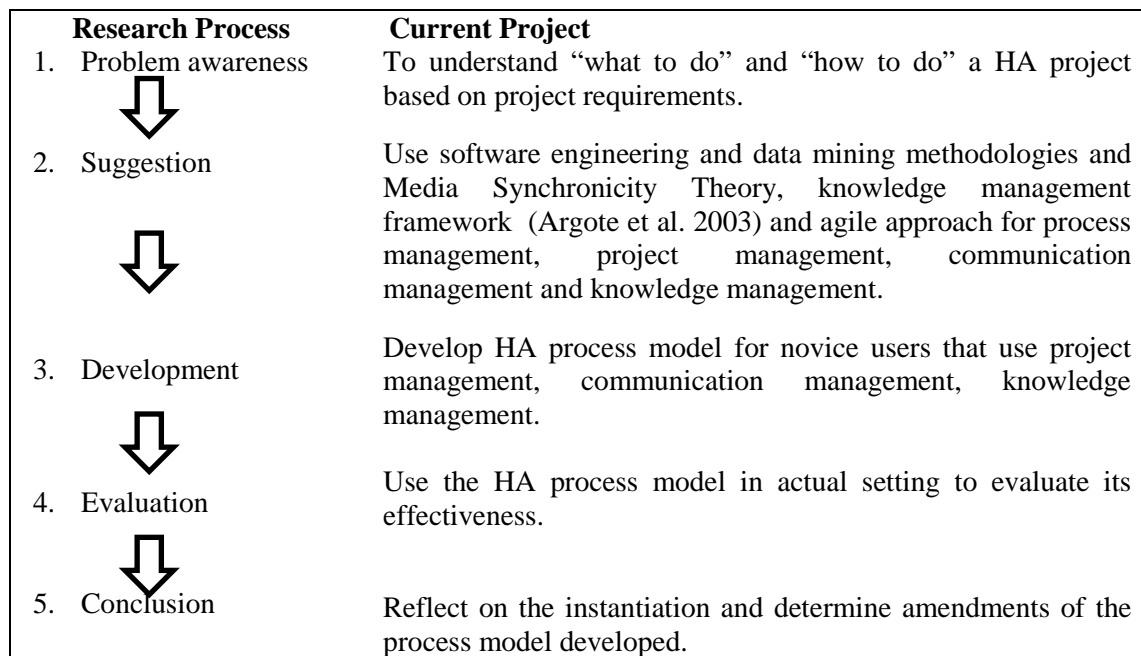 Research Process Current Project
1. Problem awareness To understand “what to do” and “how to do” a HA project
based on project requirements.
2. Suggestion Use software engineering and data mining methodologies and
Media Synchronicity Theory, knowledge management
framework (Argote et al. 2003) and agile approach for process
management, project management, communication
management and knowledge management.
3. Development Develop HA process model for novice users that use project
management, communication management, knowledge
management.
4. Evaluation Use the HA process model in actual setting to evaluate its
effectiveness.
5. Conclusion Reflect on the instantiation and determine amendments of the
process model developed.